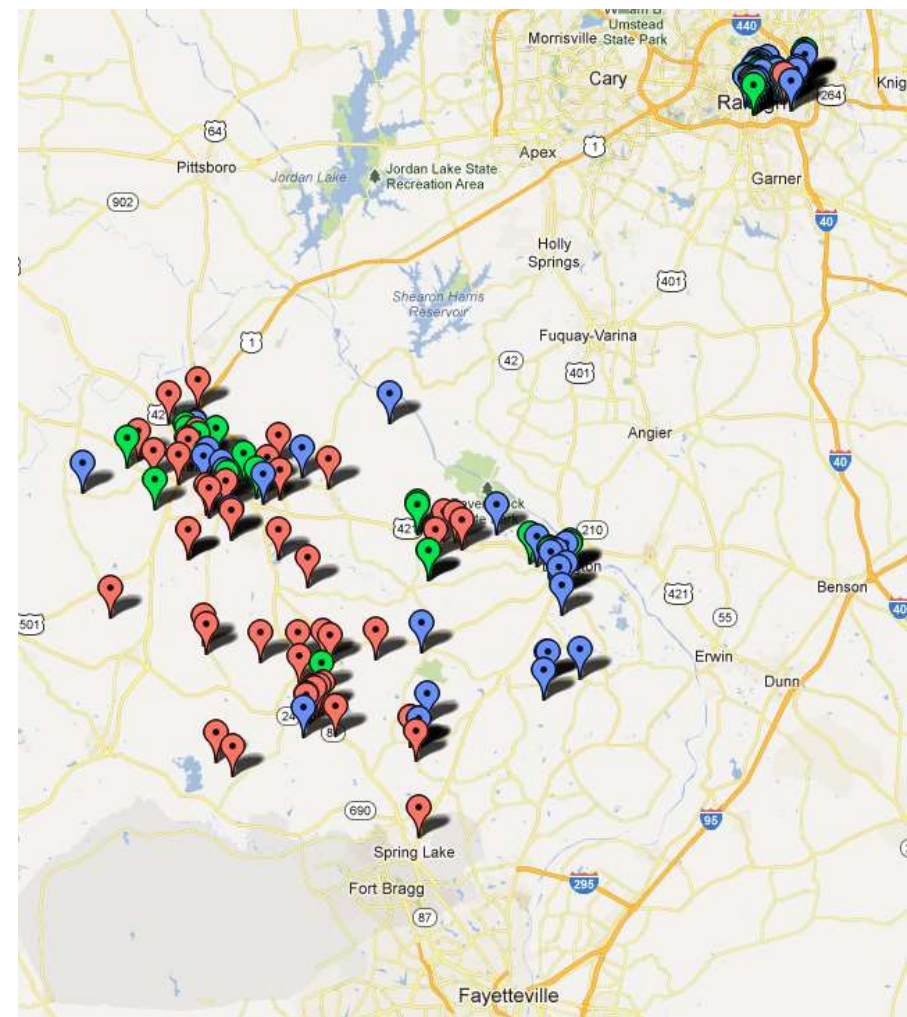 William B.
Umstead
State Park
440
Morrisville
Cary
Knig
264
64
1
Apex
Pittsboro
Jordan Lake
Jordan Lake State
Recreation Area
Garner
902
40
Holly
Springs
401
Shearon Harris
Reservoir
1
Fuquay-Varina
42
401
42
Angier
40
421
210
Benson
421
40
501
55
Erwin
Dunn
24
690
95
Spring Lake
295
Fort Bragg
87
Fayetteville